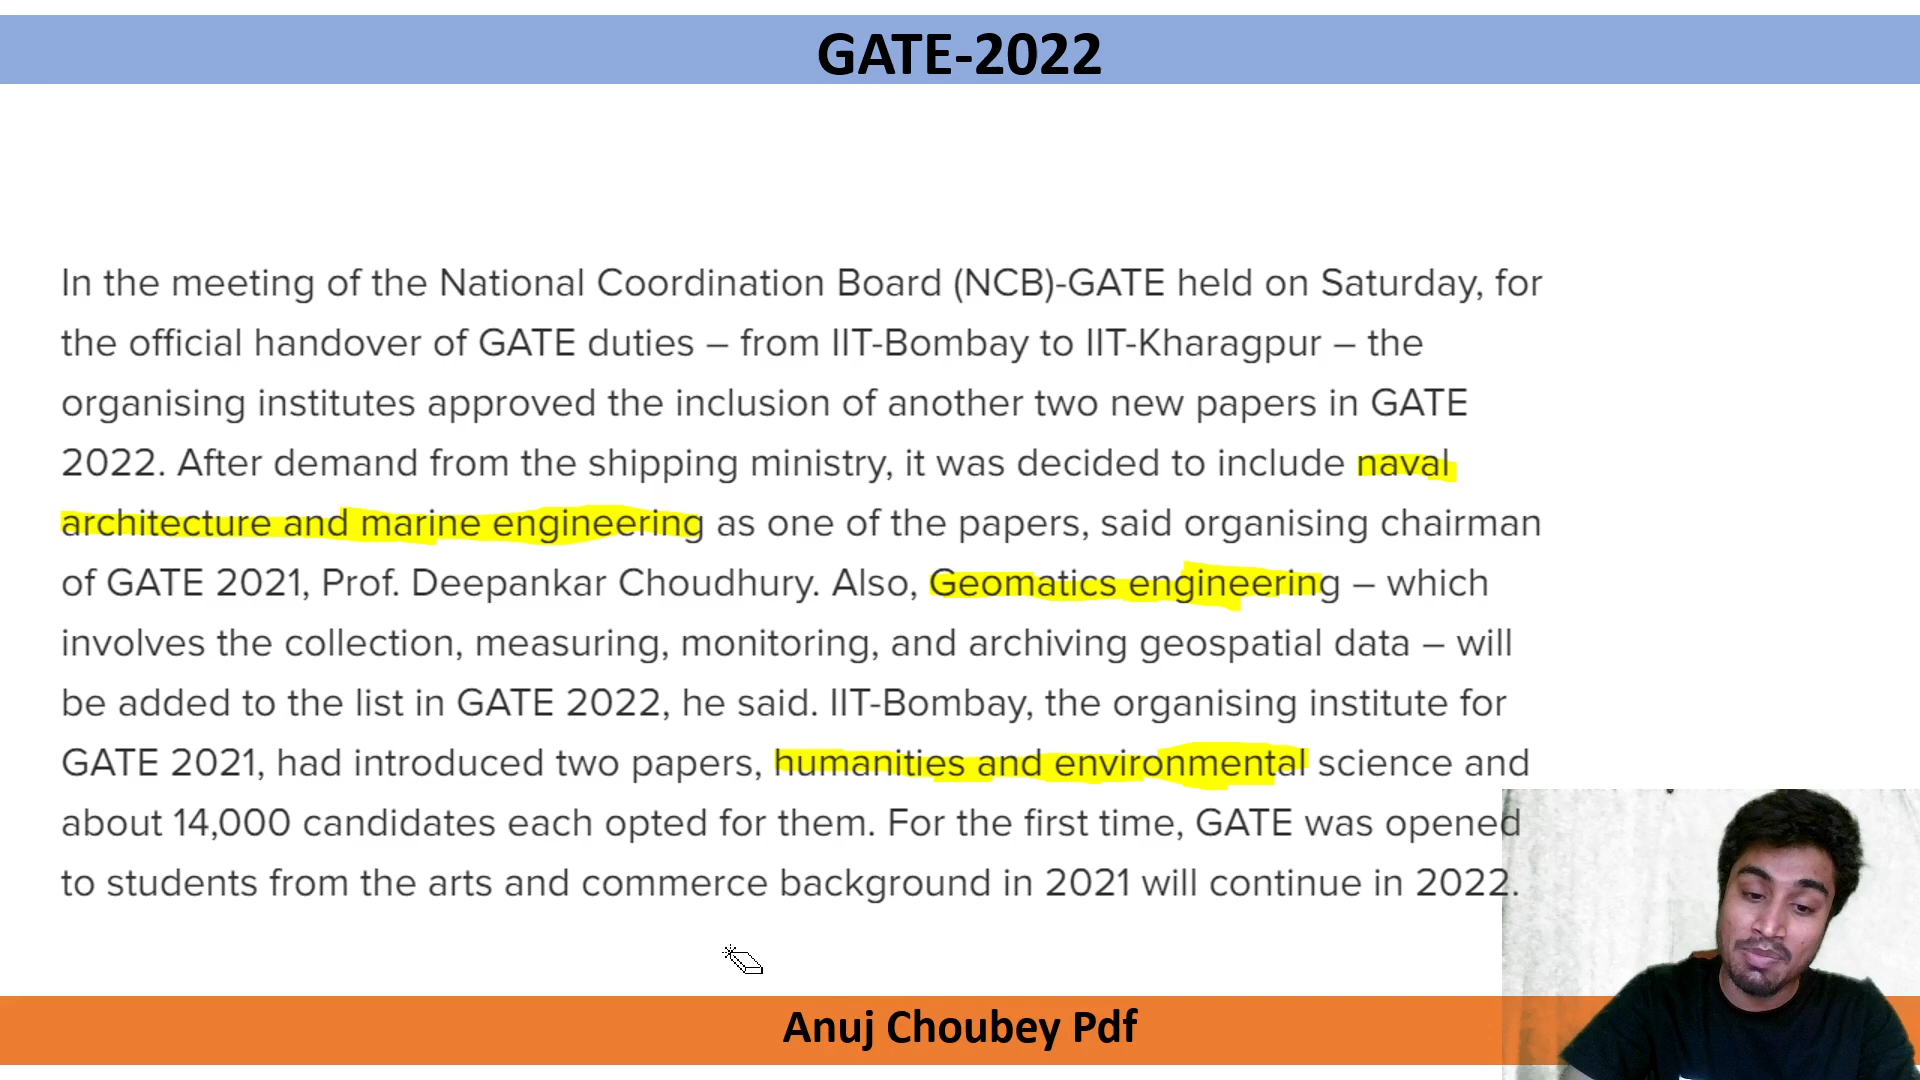 GATE-2022
In the meeting of the National Coordination Board (NCB)-GATE held on Saturday, for
the official handover of GATE duties – from IIT-Bombay to IIT-Kharagpur – the
organising institutes approved the inclusion of another two new papers in GATE
2022. After demand from the shipping ministry, it was decided to include naval
architecture and marine engineering as one of the papers, said organising chairman
of GATE 2021, Prof. Deepankar Choudhury. Also, Geomatics engineering – which
involves the collection, measuring, monitoring, and archiving geospatial data – will
be added to the list in GATE 2022, he said. IIT-Bombay, the organising institute for
GATE 2021, had introduced two papers, humanities and environmental science and
about 14,000 candidates each opted for them. For the first time, GATE was opened
to students from the arts and commerce background in 2021 will continue in 2022.
Anuj Choubey Pdf